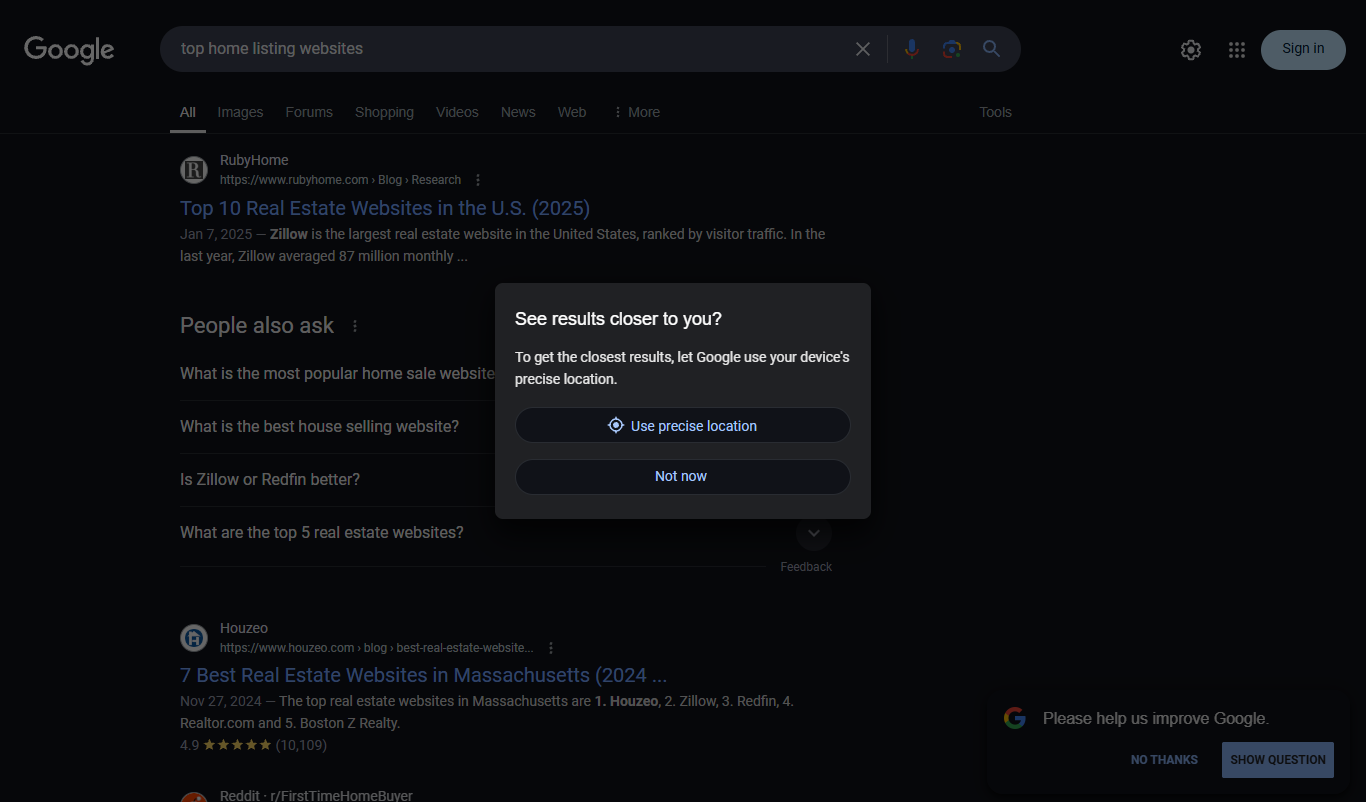 Google
top home listing websites
Sign in
All
Images
Forums
Shopping
Videos
News
Web
More
Tools
RubyHome
https://www.rubyhome.com › Blog › Research
Top 10 Real Estate Websites in the U.S. (2025)
Jan 7, 2025 — Zillow is the largest real estate website in the United States, ranked by visitor traffic. In the
last year, Zillow averaged 87 million monthly ...
People also ask
What is the most popular home sale website
What is the best house selling website?
Is Zillow or Redfin better?
What are the top 5 real estate websites?
Feedback
See results closer to you?
To get the closest results, let Google use your device's
precise location.
Use precise location
Not now
Houzeo
https://www.houzeo.com › blog › best-real-estate-website...
7 Best Real Estate Websites in Massachusetts (2024 ...
Nov 27, 2024 — The top real estate websites in Massachusetts are 1. Houzeo, 2. Zillow, 3. Redfin, 4.
Realtor.com and 5. Boston Z Realty.
4.9 ★★★★★ (10,109)
Reddit · r/FirstTimeHomeBuyer
Please help us improve Google.
NO THANKS
SHOW QUESTION